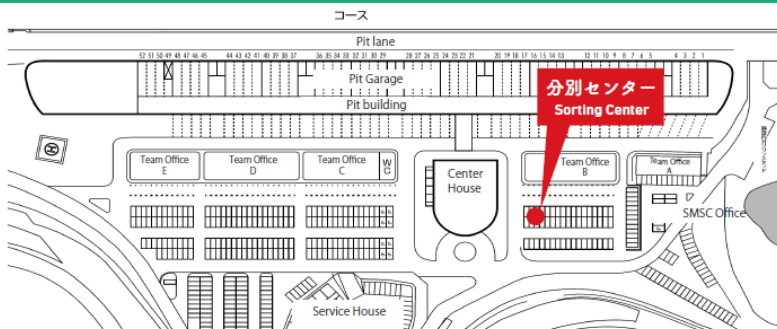 コース
Pit lane
52 51 50 49 48 47 46 45 44 43 42 41 40 39 38 37 36 35 34 33 32 31 30 29 28 27 26 25 24 23 22 21 20 19 18 17 16 15 14 13 12 11 10 9 8 7 6 5 4 3 2 1
Pit Garage
Pit building
分別センター
Sorting Center
H
Team Office
E
Team Office
D
Team Office
C
WC
Center
House
Team Office
B
Team Office
A
SMSC Office
Service House